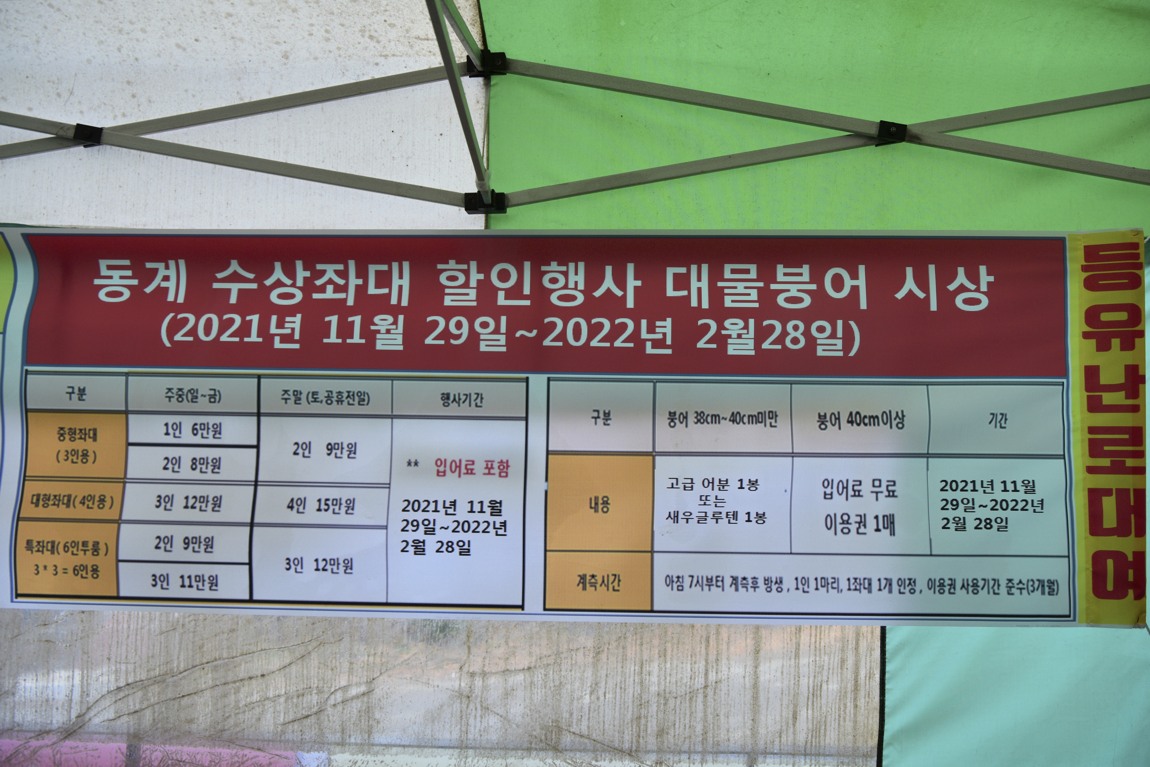 동계 수상좌대 할인행사 대물붕어 시상
(2021년 11월 29일~2022년 2월28일)
구분 주중(일~금) 주말 (토,공휴전일) 행사기간
중형좌대
(3인용)
1인 6만원
2인 8만원
2인 9만원
대형좌대(4인용) 3인 12만원 4인 15만원
특좌대(6인투룸)
3 * 3 = 6인용
2인 9만원
3인 11만원
3인 12만원
** 입어료 포함
2021년 11월
29일~2022년
2월 28일
구분 붕어 38cm~40cm미만 붕어 40cm이상 기간
내용
고급 어분 1봉
또는
새우글루텐 1봉
입어료 무료
이용권 1매
2021년 11월
29일~2022년
2월 28일
계측시간 아침 7시부터 계측후 방생, 1인 1마리, 1좌대 1개 인정, 이용권 사용기간 준수(3개월)
등유난로대여